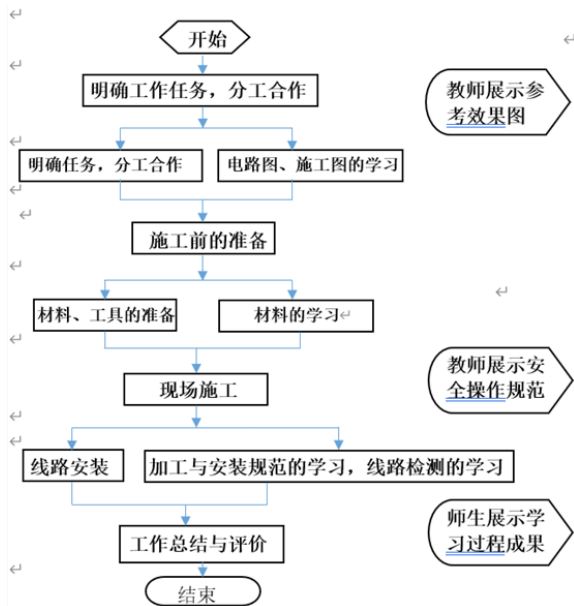 开始
明确工作任务，分工合作
教师展示参
考效果图
明确任务，分工合作
电路图、施工图的学习
施工前的准备
材料、工具的准备
材料的学习
现场施工
教师展示安
全操作规范
线路安装
加工与安装规范的学习，线路检测的学习
师生展示学
习过程成果
工作总结与评价
结束